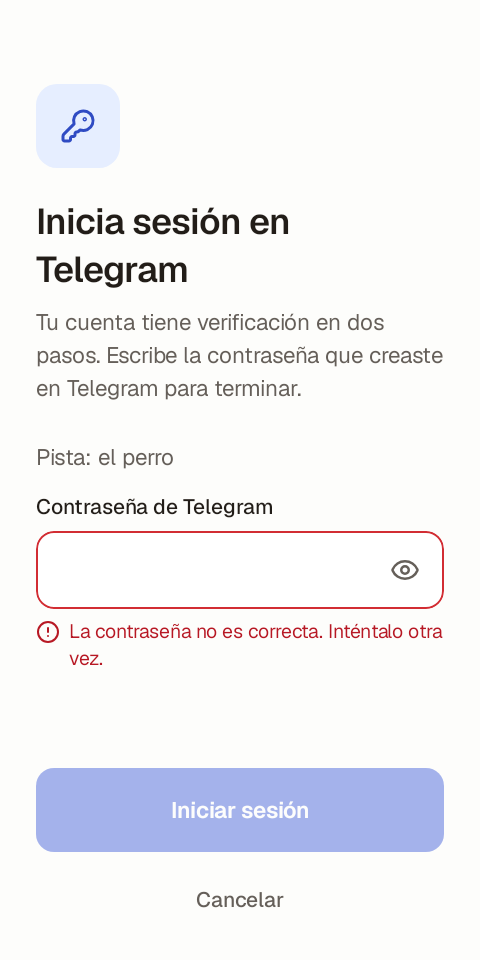 Inicia sesión en
Telegram
Tu cuenta tiene verificación en dos
pasos. Escribe la contraseña que creaste
en Telegram para terminar.
Pista: el perro
Contraseña de Telegram
La contraseña no es correcta. Inténtalo otra
vez.
Iniciar sesión
Cancelar